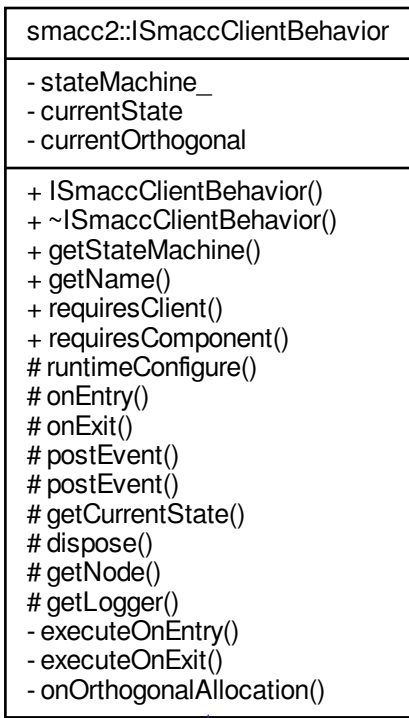 smacc2::ISmaccClientBehavior
- stateMachine_
- currentState
- currentOrthogonal
+ ISmaccClientBehavior()
+ ~ISmaccClientBehavior()
+ getStateMachine()
+ getName()
+ requiresClient()
+ requiresComponent()
# runtimeConfigure()
# onEntry()
# onExit()
# postEvent()
# postEvent()
# getCurrentState()
# dispose()
# getNode()
# getLogger()
- executeOnEntry()
- executeOnExit()
- onOrthogonalAllocation()